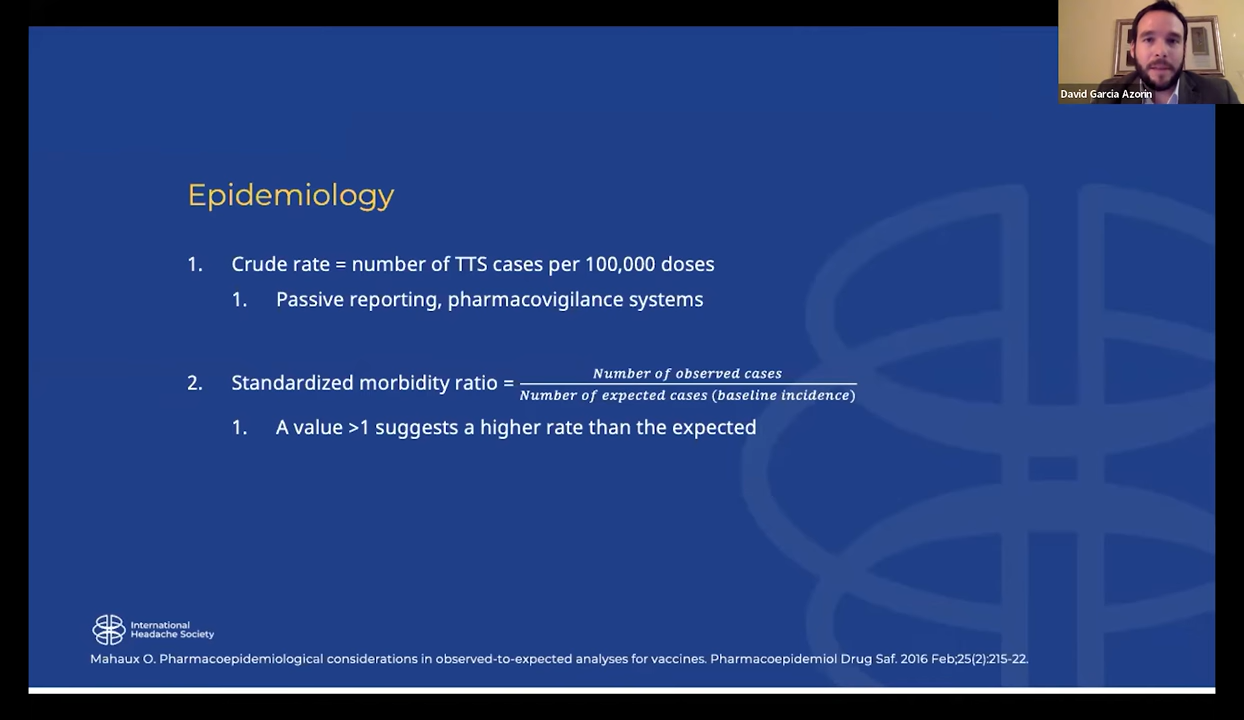 David Garcia Azorin
Epidemiology
1. Crude rate = number of TTS cases per 100,000 doses
1. Passive reporting, pharmacovigilance systems
2. Standardized morbidity ratio = Number of observed cases
Number of expected cases (baseline incidence)
1. A value >1 suggests a higher rate than the expected
International
Headache Society
Mahaux O. Pharmacoepidemiological considerations in observed-to-expected analyses for vaccines. Pharmacoepidemiol Drug Saf. 2016 Feb;25(2):215-22.